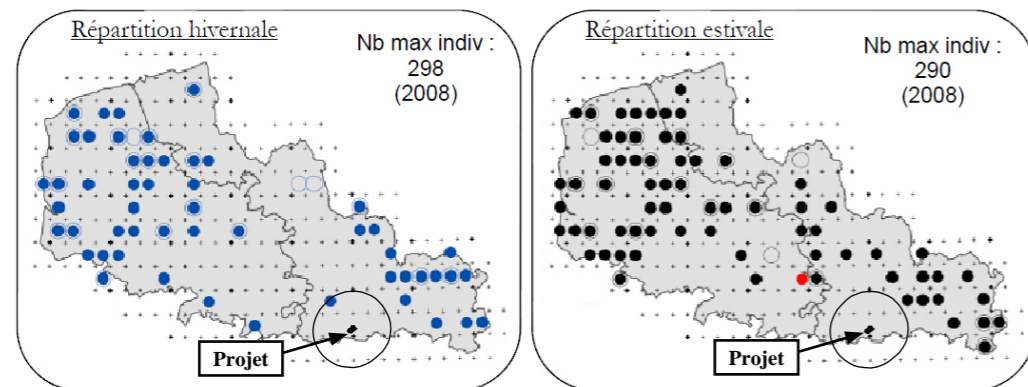 Répartition hivernale
Nb max indiv :
298
(2008)
Projet
Répartition estivale
Nb max indiv :
290
(2008)
Projet